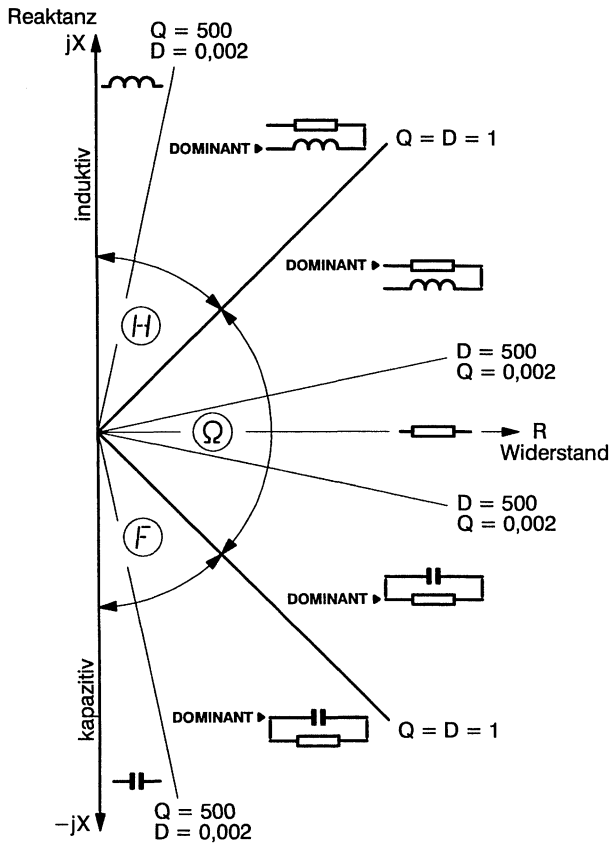 Reaktanz
jX
Q = 500
D = 0,002
DOMINANT
Q = D = 1
induktiv
DOMINANT
H
D = 500
Q = 0,002
Ω
R
Widerstand
D = 500
Q = 0,002
F
DOMINANT
kapazitiv
DOMINANT
Q = D = 1
Q = 500
D = 0,002
–jX